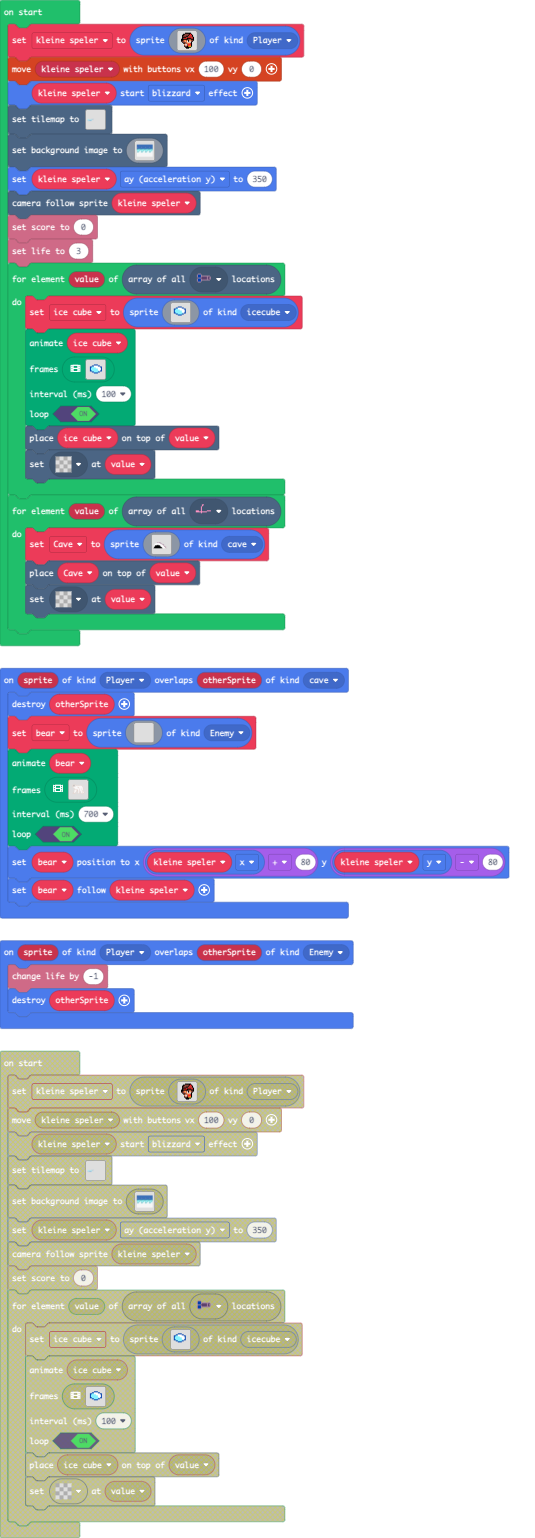 on start
set kleine speler to sprite of kind Player
move kleine speler with buttons vx 100 vy 0
kleine speler start blizzard effect
set tilemap to
set background image to
set kleine speler ay (acceleration y) to 350
camera follow sprite kleine speler
set score to 0
set life to 3
for element value of array of all locations
do
set ice cube to sprite of kind icecube
animate ice cube
frames
interval (ms) 100
loop ON
place ice cube on top of value
set at value
for element value of array of all locations
do
set Cave to sprite of kind cave
place Cave on top of value
set at value
on sprite of kind Player overlaps otherSprite of kind cave
destroy otherSprite
set bear to sprite of kind Enemy
animate bear
frames
interval (ms) 700
loop ON
set bear position to x kleine speler x + 80 y kleine speler y - 80
set bear follow kleine speler
on sprite of kind Player overlaps otherSprite of kind Enemy
change life by -1
destroy otherSprite
on start
set kleine speler to sprite of kind Player
move kleine speler with buttons vx 100 vy 0
kleine speler start blizzard effect
set tilemap to
set background image to
set kleine speler ay (acceleration y) to 350
camera follow sprite kleine speler
set score to 0
for element value of array of all locations
do
set ice cube to sprite of kind icecube
animate ice cube
frames
interval (ms) 100
loop ON
place ice cube on top of value
set at value